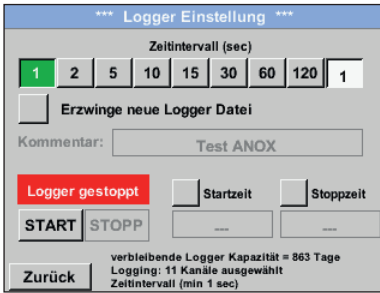 *** Logger Einstellung ***
Zeitintervall (sec)
1 2 5 10 15 30 60 120 1
Erzwinge neue Logger Datei
Kommentar: Test ANOX
Logger gestoppt Startzeit Stoppzeit
START STOPP --- ---
verbleibende Logger Kapazität = 863 Tage
Logging: 11 Kanäle ausgewählt
Zurück Zeitintervall (min 1 sec)